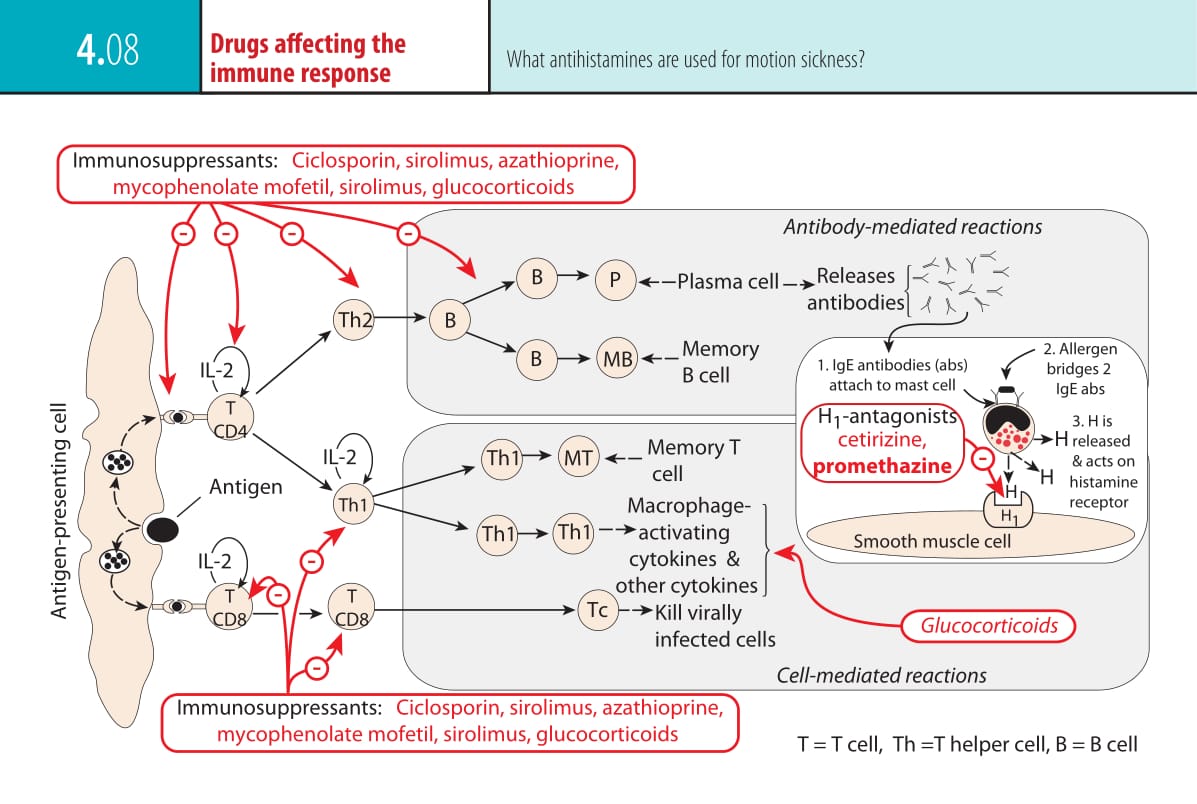 4.08
Drugs affecting the
immune response
What antihistamines are used for motion sickness?
Immunosuppressants: Ciclosporin, sirolimus, azathioprine,
mycophenolate mofetil, sirolimus, glucocorticoids
-
-
-
-
Antibody-mediated reactions
B
P
Plasma cell
Releases
antibodies
Th2
B
B
MB
Memory
B cell
IL-2
T
CD4
1. IgE antibodies (abs)
attach to mast cell
2. Allergen
bridges 2
IgE abs
H1-antagonists
cetirizine,
promethazine
-
3. H is
released
& acts on
histamine
receptor
H
H
H
H1
Smooth muscle cell
Antigen-presenting cell
Antigen
IL-2
Th1
Th1
MT
Memory T
cell
Th1
Th1
Macrophage-
activating
cytokines &
other cytokines
IL-2
T
CD8
-
-
-
T
CD8
Tc
Kill virally
infected cells
Glucocorticoids
Cell-mediated reactions
Immunosuppressants: Ciclosporin, sirolimus, azathioprine,
mycophenolate mofetil, sirolimus, glucocorticoids
T = T cell, Th =T helper cell, B = B cell